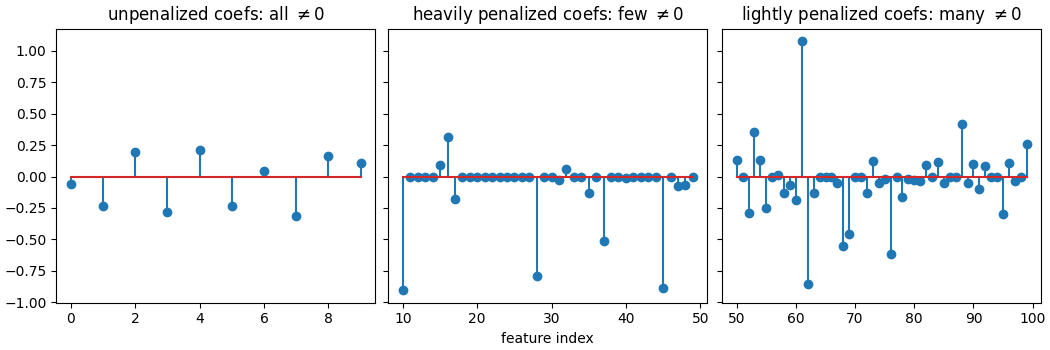 unpenalized coefs: all ≠0
heavily penalized coefs: few ≠0
lightly penalized coefs: many ≠0
1.00
0.75
0.50
0.25
0.00
−0.25
−0.50
−0.75
−1.00
0 2 4 6 8
10 20 30 40 50
50 60 70 80 90 100
feature index